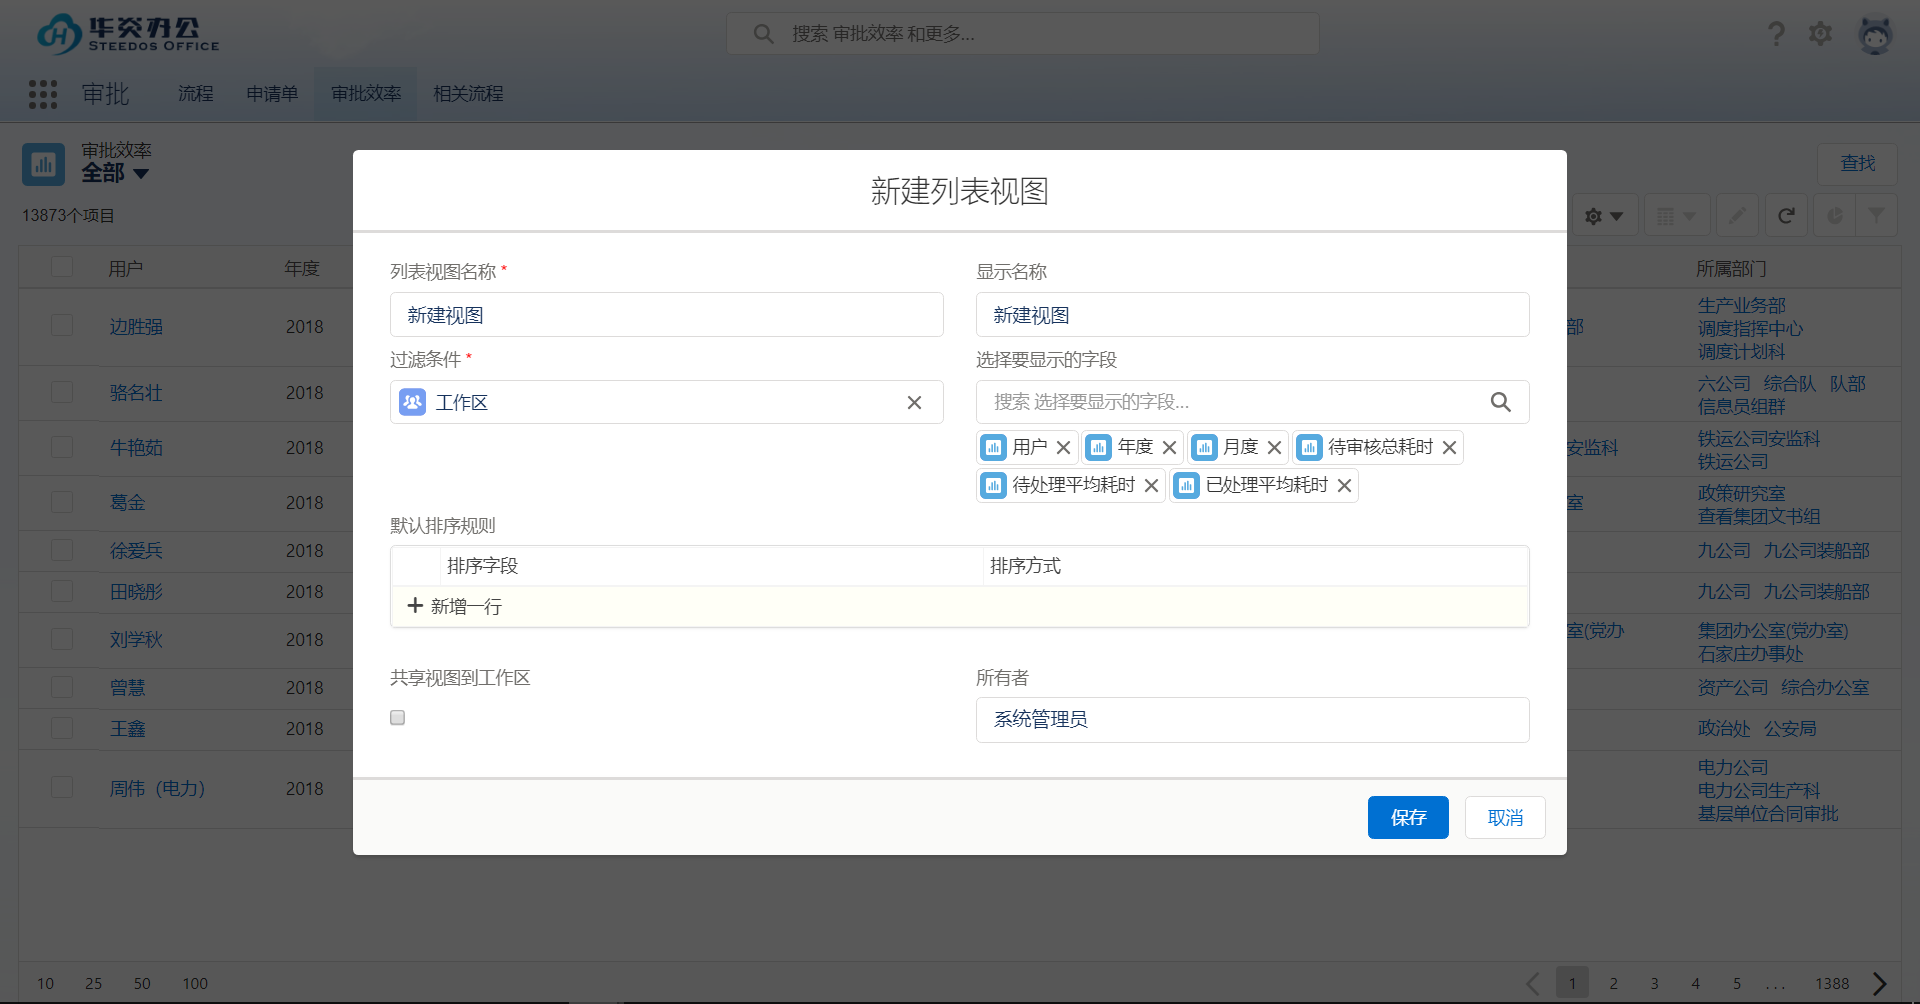 华炎办公
STEEDOS OFFICE
搜索 审批效率 和更多...
审批
流程
申请单
审批效率
相关流程
审批效率
全部
13873个项目
查找
用户
年度
所属部门
边胜强
2018
部
生产业务部
调度指挥中心
调度计划科
骆名壮
2018
六公司 综合队 队部
信息员组群
牛艳茹
2018
安监科
铁运公司安监科
铁运公司
葛金
2018
室
政策研究室
查看集团文书组
徐爱兵
2018
九公司 九公司装船部
田晓彤
2018
九公司 九公司装船部
刘学秋
2018
室(党办
集团办公室(党办室)
石家庄办事处
曾慧
2018
资产公司 综合办公室
王鑫
2018
政治处 公安局
周伟（电力）
2018
电力公司
电力公司生产科
基层单位合同审批
新建列表视图
列表视图名称 *
新建视图
显示名称
新建视图
过滤条件 *
工作区
选择要显示的字段
搜索 选择要显示的字段...
用户
年度
月度
待审核总耗时
待处理平均耗时
已处理平均耗时
默认排序规则
排序字段
排序方式
新增一行
共享视图到工作区
所有者
系统管理员
保存
取消
10 25 50 100
1 2 3 4 5 ... 1388